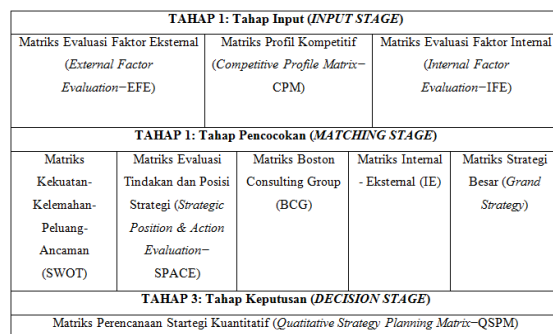 TAHAP 1: Tahap Input (INPUT STAGE)
Matriks Evaluasi Faktor Eksternal
(External Factor
Evaluation−EFE)
Matriks Profil Kompetitif
(Competitive Profile Matrix−
CPM)
Matriks Evaluasi Faktor Internal
(Internal Factor
Evaluation−IFE)
TAHAP 1: Tahap Pencocokan (MATCHING STAGE)
Matriks
Kekuatan-
Kelemahan-
Peluang-
Ancaman
(SWOT)
Matriks Evaluasi
Tindakan dan Posisi
Strategi (Strategic
Position & Action
Evaluation−
SPACE)
Matriks Boston
Consulting Group
(BCG)
Matriks Internal
- Eksternal (IE)
Matriks Strategi
Besar (Grand
Strategy)
TAHAP 3: Tahap Keputusan (DECISION STAGE)
Matriks Perencanaan Startegi Kuantitatif (Qutitative Strategy Planning Matrix−QSPM)